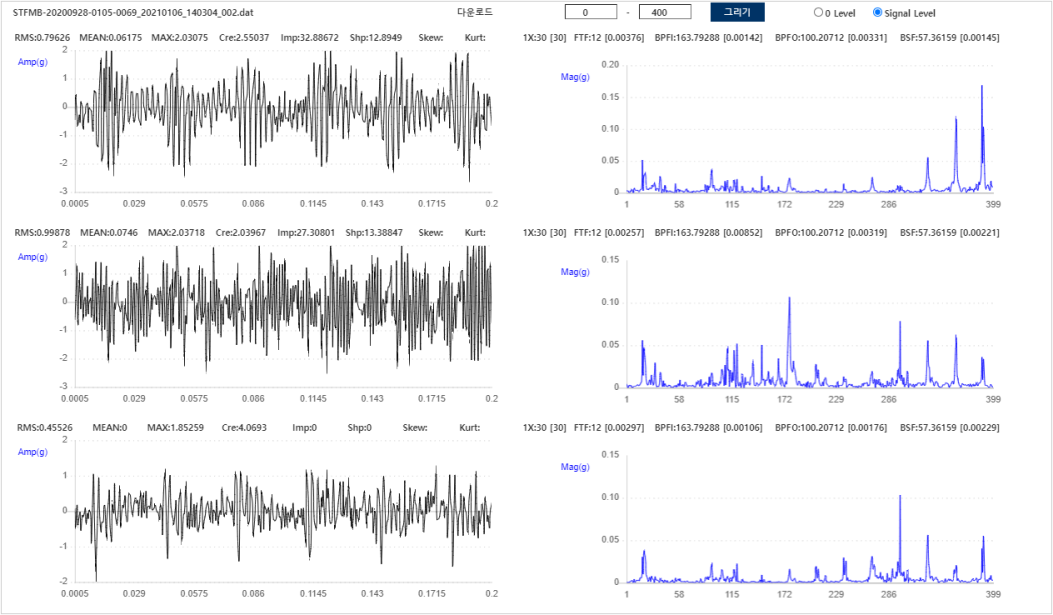 STFMB-20200928-0105-0069_20210106_140304_002.dat 다운로드 0 - 400 그리기 0 Level Signal Level
RMS:0.79626 MEAN:0.06175 MAX:2.03075 Cre:2.55037 Imp:32.88672 Shp:12.8949 Skew: Kurt:
1X:30 [30] FTF:12 [0.00376] BPFI:163.79288 [0.00142] BPFO:100.20712 [0.00331] BSF:57.36159 [0.00145]
Amp(g)
2
1
0
-1
-2
-3
0.0005 0.029 0.0575 0.086 0.1145 0.143 0.1715 0.2
Mag(g)
0.20
0.15
0.10
0.05
0
1 58 115 172 229 286 399
RMS:0.99878 MEAN:0.0746 MAX:2.03718 Cre:2.03967 Imp:27.30801 Shp:13.38847 Skew: Kurt:
1X:30 [30] FTF:12 [0.00257] BPFI:163.79288 [0.00852] BPFO:100.20712 [0.00319] BSF:57.36159 [0.00221]
Amp(g)
2
1
0
-1
-2
-3
0.0005 0.029 0.0575 0.086 0.1145 0.143 0.1715 0.2
Mag(g)
0.15
0.10
0.05
0
1 58 115 172 229 286 399
RMS:0.45526 MEAN:0 MAX:1.85259 Cre:4.0693 Imp:0 Shp:0 Skew: Kurt:
1X:30 [30] FTF:12 [0.00297] BPFI:163.79288 [0.00106] BPFO:100.20712 [0.00176] BSF:57.36159 [0.00229]
Amp(g)
2
1
0
-1
-2
0.0005 0.029 0.0575 0.086 0.1145 0.143 0.1715 0.2
Mag(g)
0.15
0.10
0.05
0
1 58 115 172 229 286 399